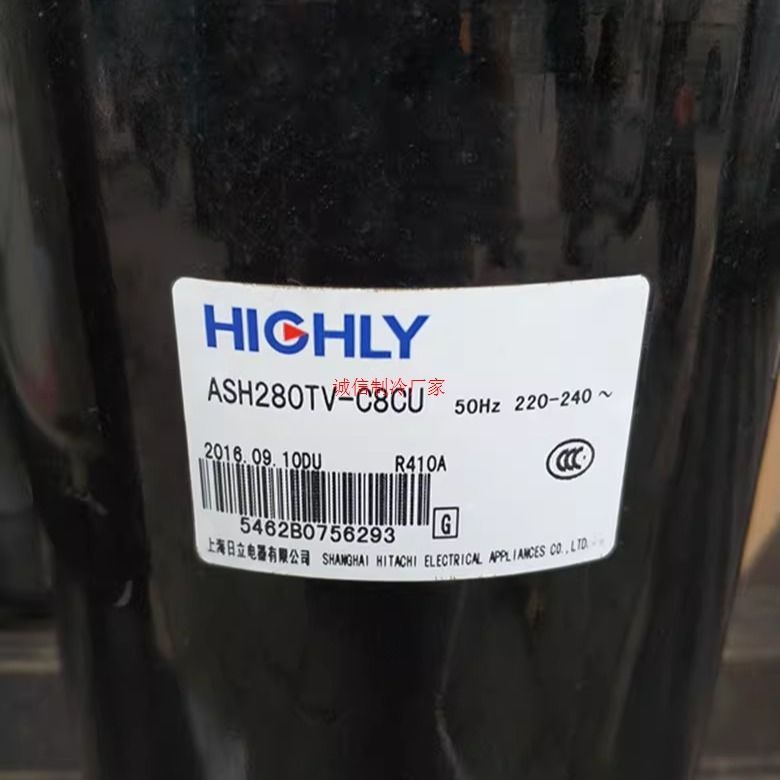 HIGHLY
诚信制冷厂家
ASH280TV-C8CU 50Hz 220-240~
2016.09.10DU R410A
CCC
5462B0756293 G
上海日立电器有限公司 SHANGHAI HITACHI ELECTRICAL APPLIANCES CO.,LTD.